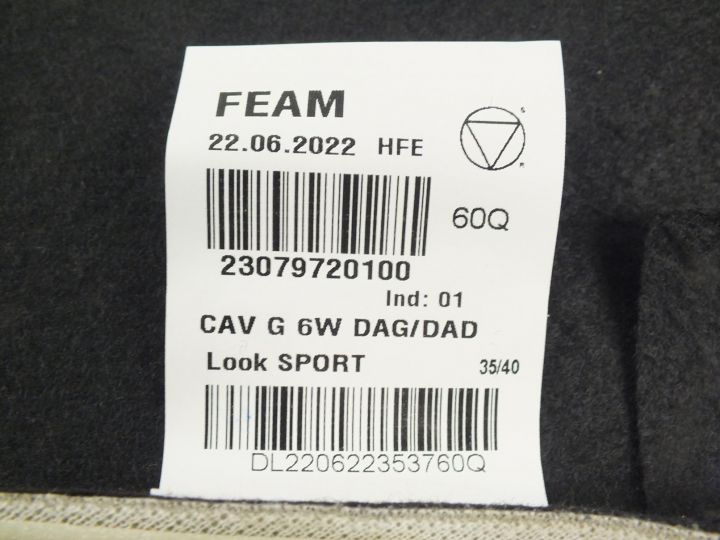 FEAM
22.06.2022 HFE
S
R
60Q
23079720100
Ind: 01
CAV G 6W DAG/DAD
Look SPORT 35/40
DL220622353760Q